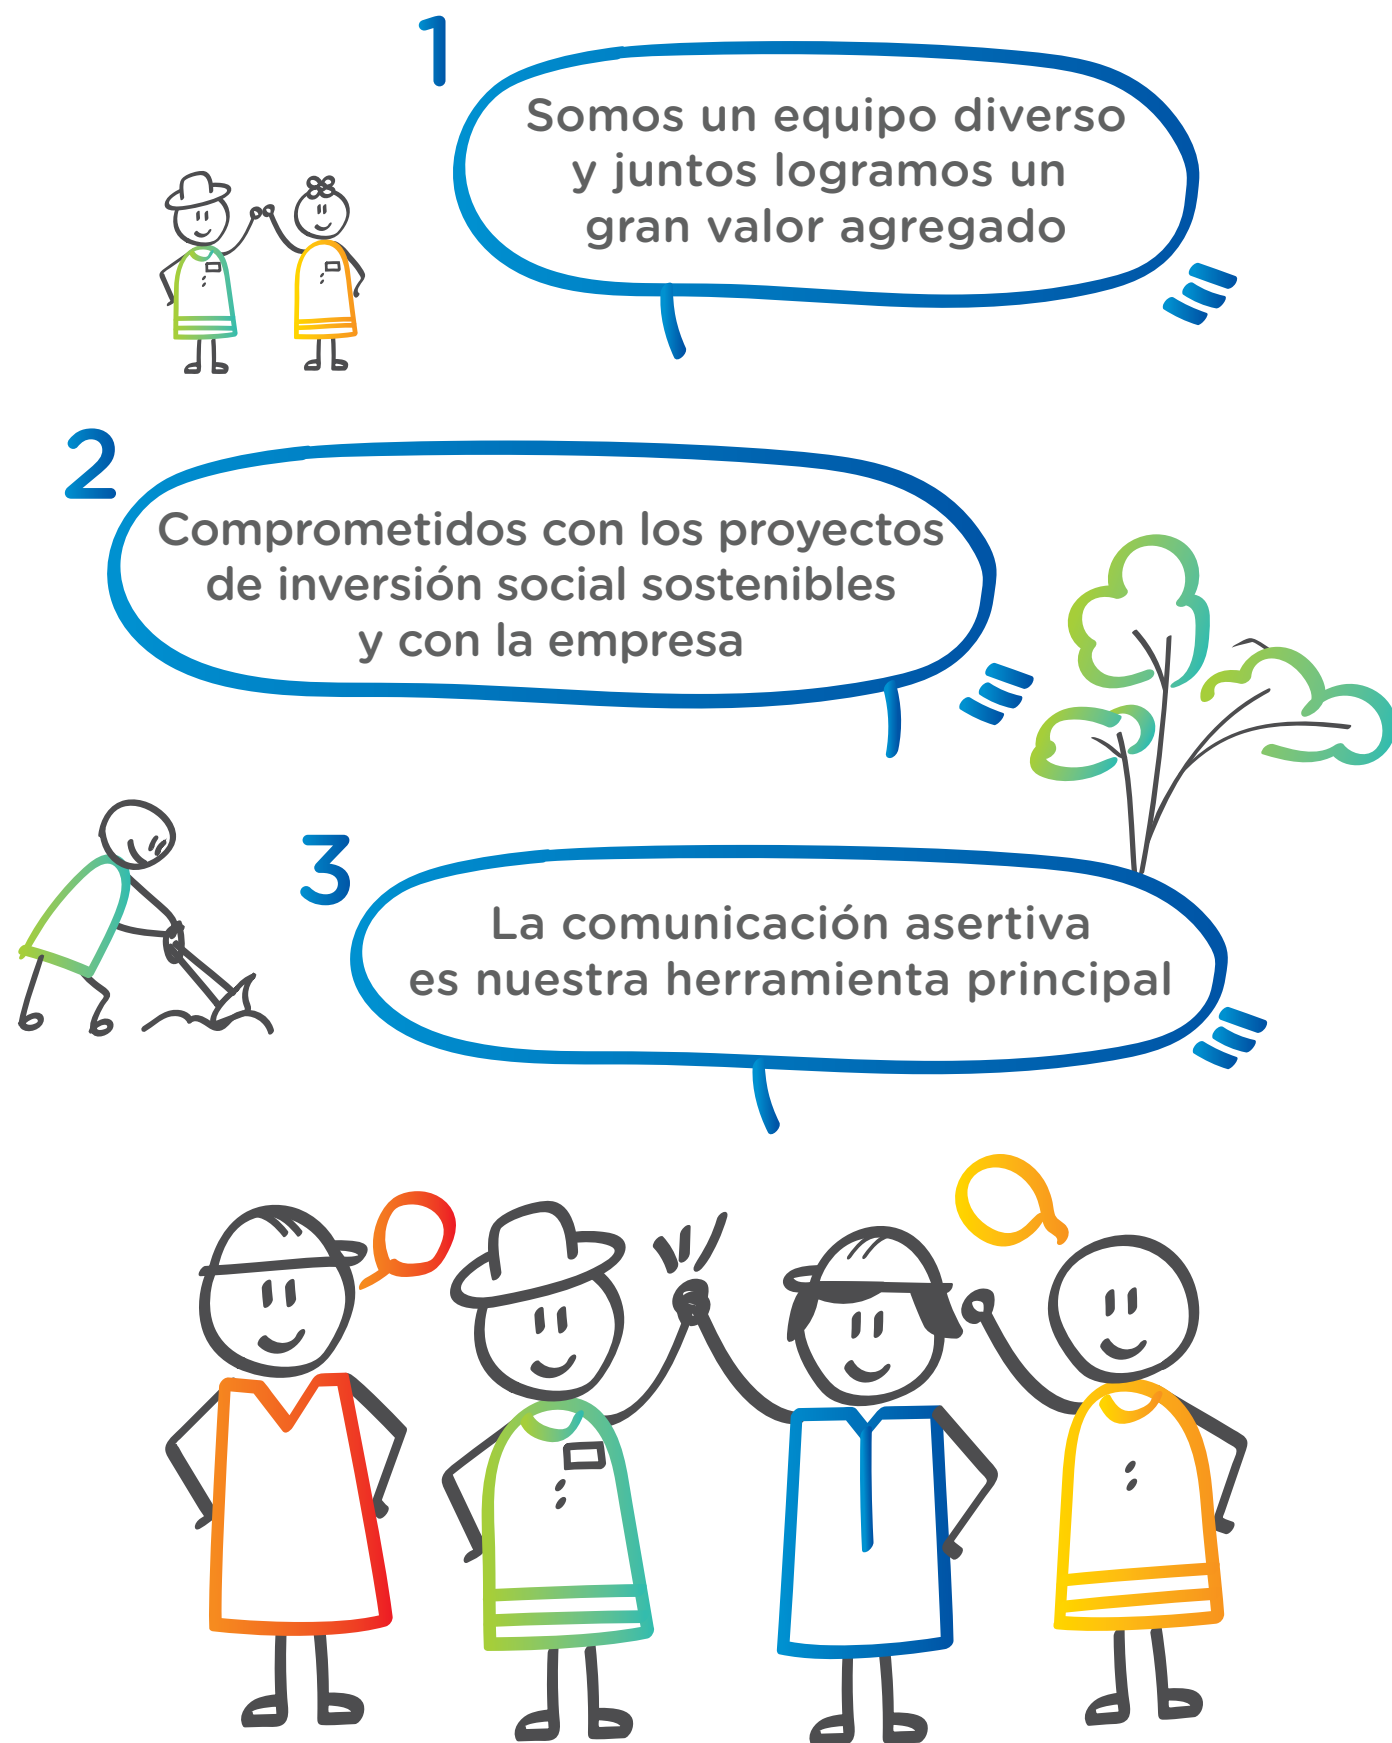 1
Somos un equipo diverso
y juntos logramos un
gran valor agregado
2
Comprometidos con los proyectos
de inversión social sostenibles
y con la empresa
3
La comunicación asertiva
es nuestra herramienta principal